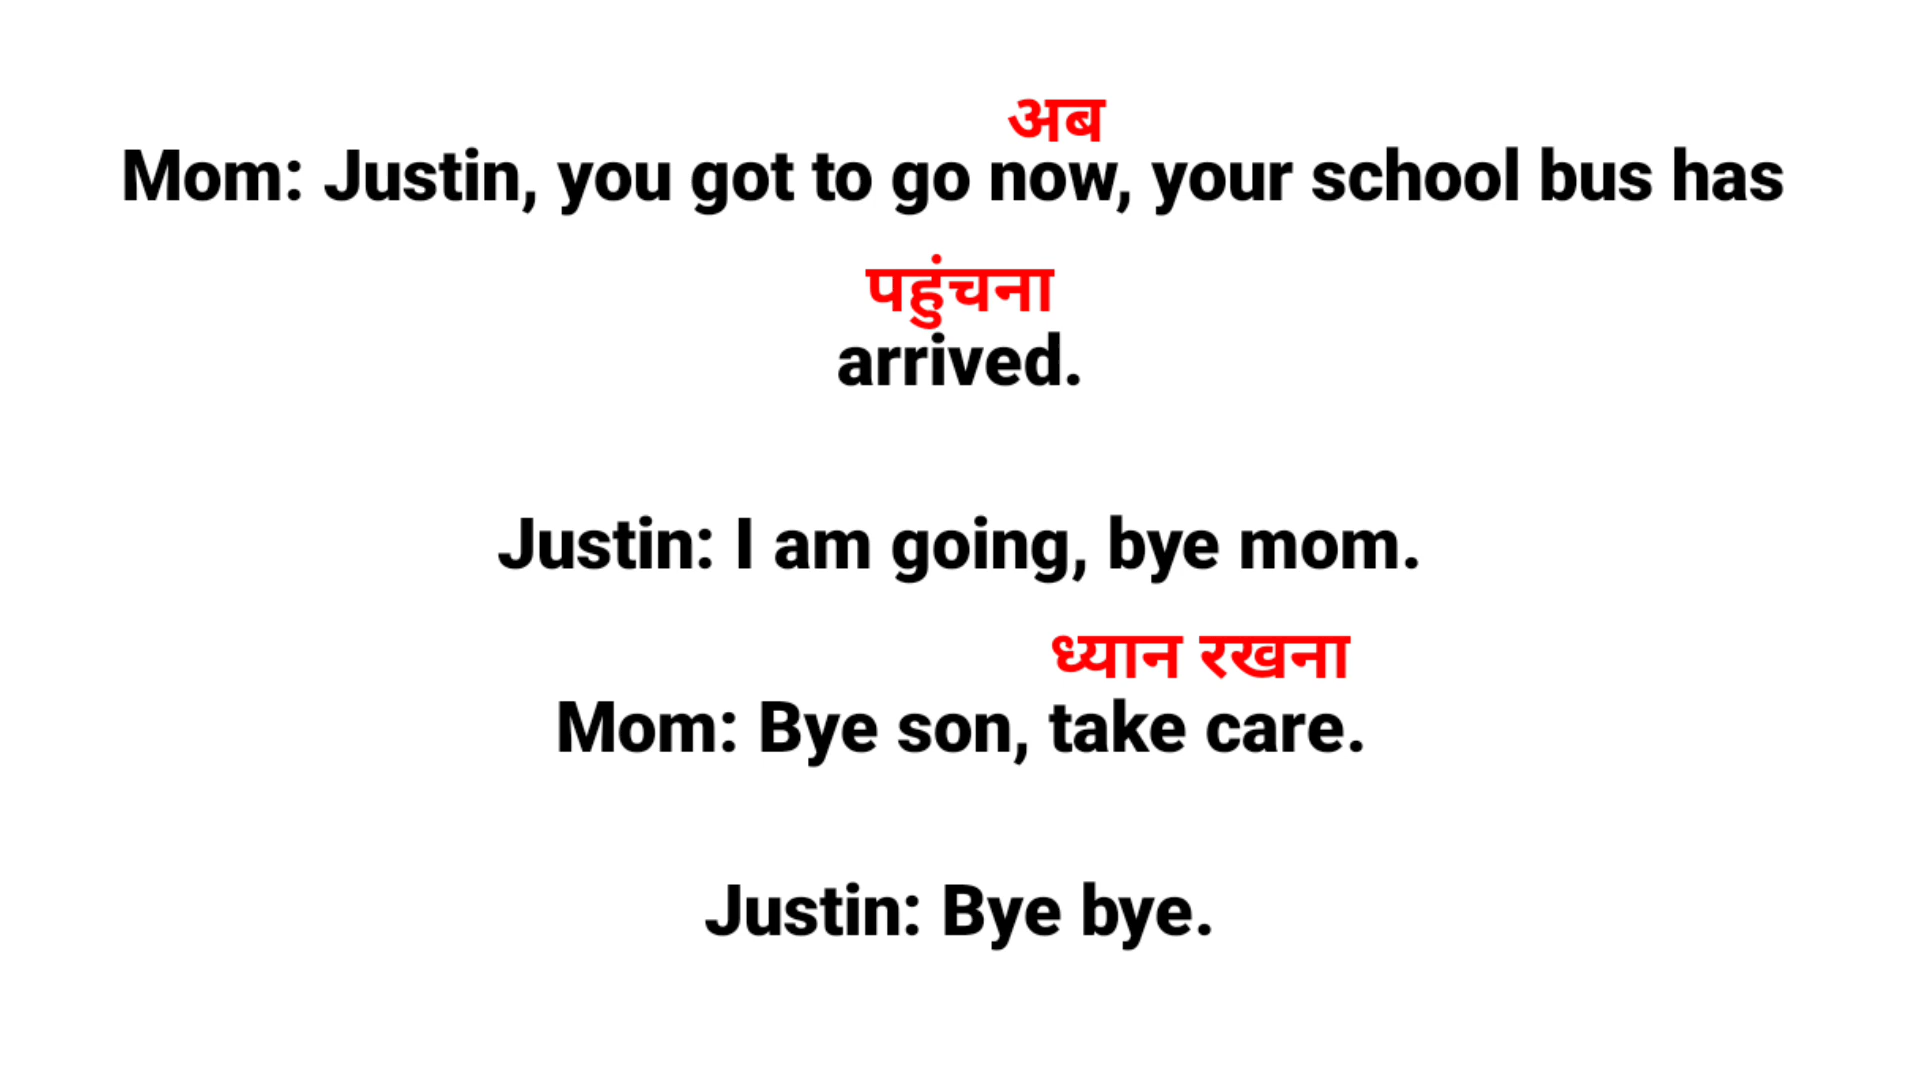 अब
Mom: Justin, you got to go now, your school bus has
पहुंचना
arrived.
Justin: I am going, bye mom.
ध्यान रखना
Mom: Bye son, take care.
Justin: Bye bye.